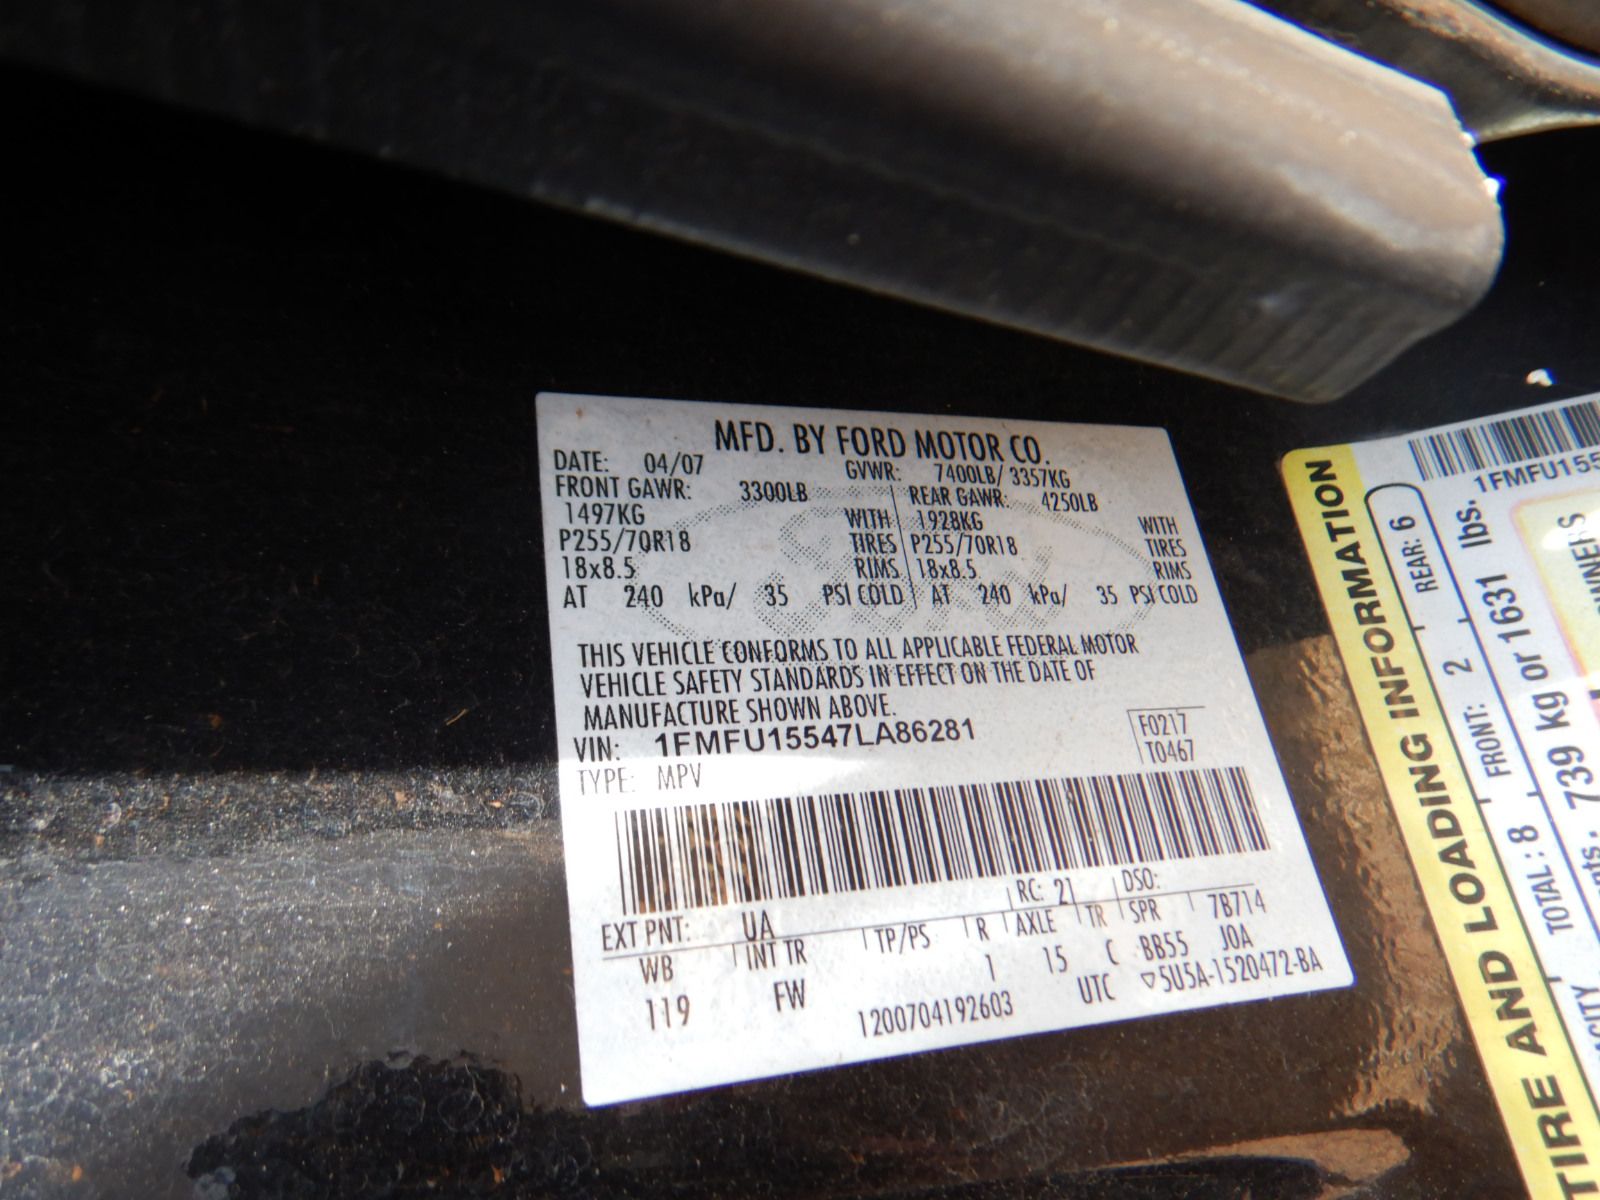 MFD. BY FORD MOTOR CO.
DATE: 04/07 GVWR: 7400LB/ 3357KG
FRONT GAWR: 3300LB REAR GAWR: 4250LB
1497KG WITH 1928KG WITH
P255/70R18 TIRES P255/70R18 TIRES
18x8.5 RIMS 18x8.5 RIMS
AT 240 kPa/ 35 PSI COLD AT 240 kPa/ 35 PSI COLD
THIS VEHICLE CONFORMS TO ALL APPLICABLE FEDERAL MOTOR
VEHICLE SAFETY STANDARDS IN EFFECT ON THE DATE OF
MANUFACTURE SHOWN ABOVE.
VIN: 1FMFU15547LA86281
F0217
T0467
TYPE: MPV
RC: 21 DSO:
EXT PNT: UA
WB INT TR TP/PS R AXLE TR SPR 7B714
119 FW 1 15 C BB55 JOA
1200704192603 UTC ▽5U5A-1520472-BA
TIRE AND LOADING INFORMATION
TOTAL: 8 FRONT: 2 REAR: 6
739 kg or 1631 lbs.
1FMFU155